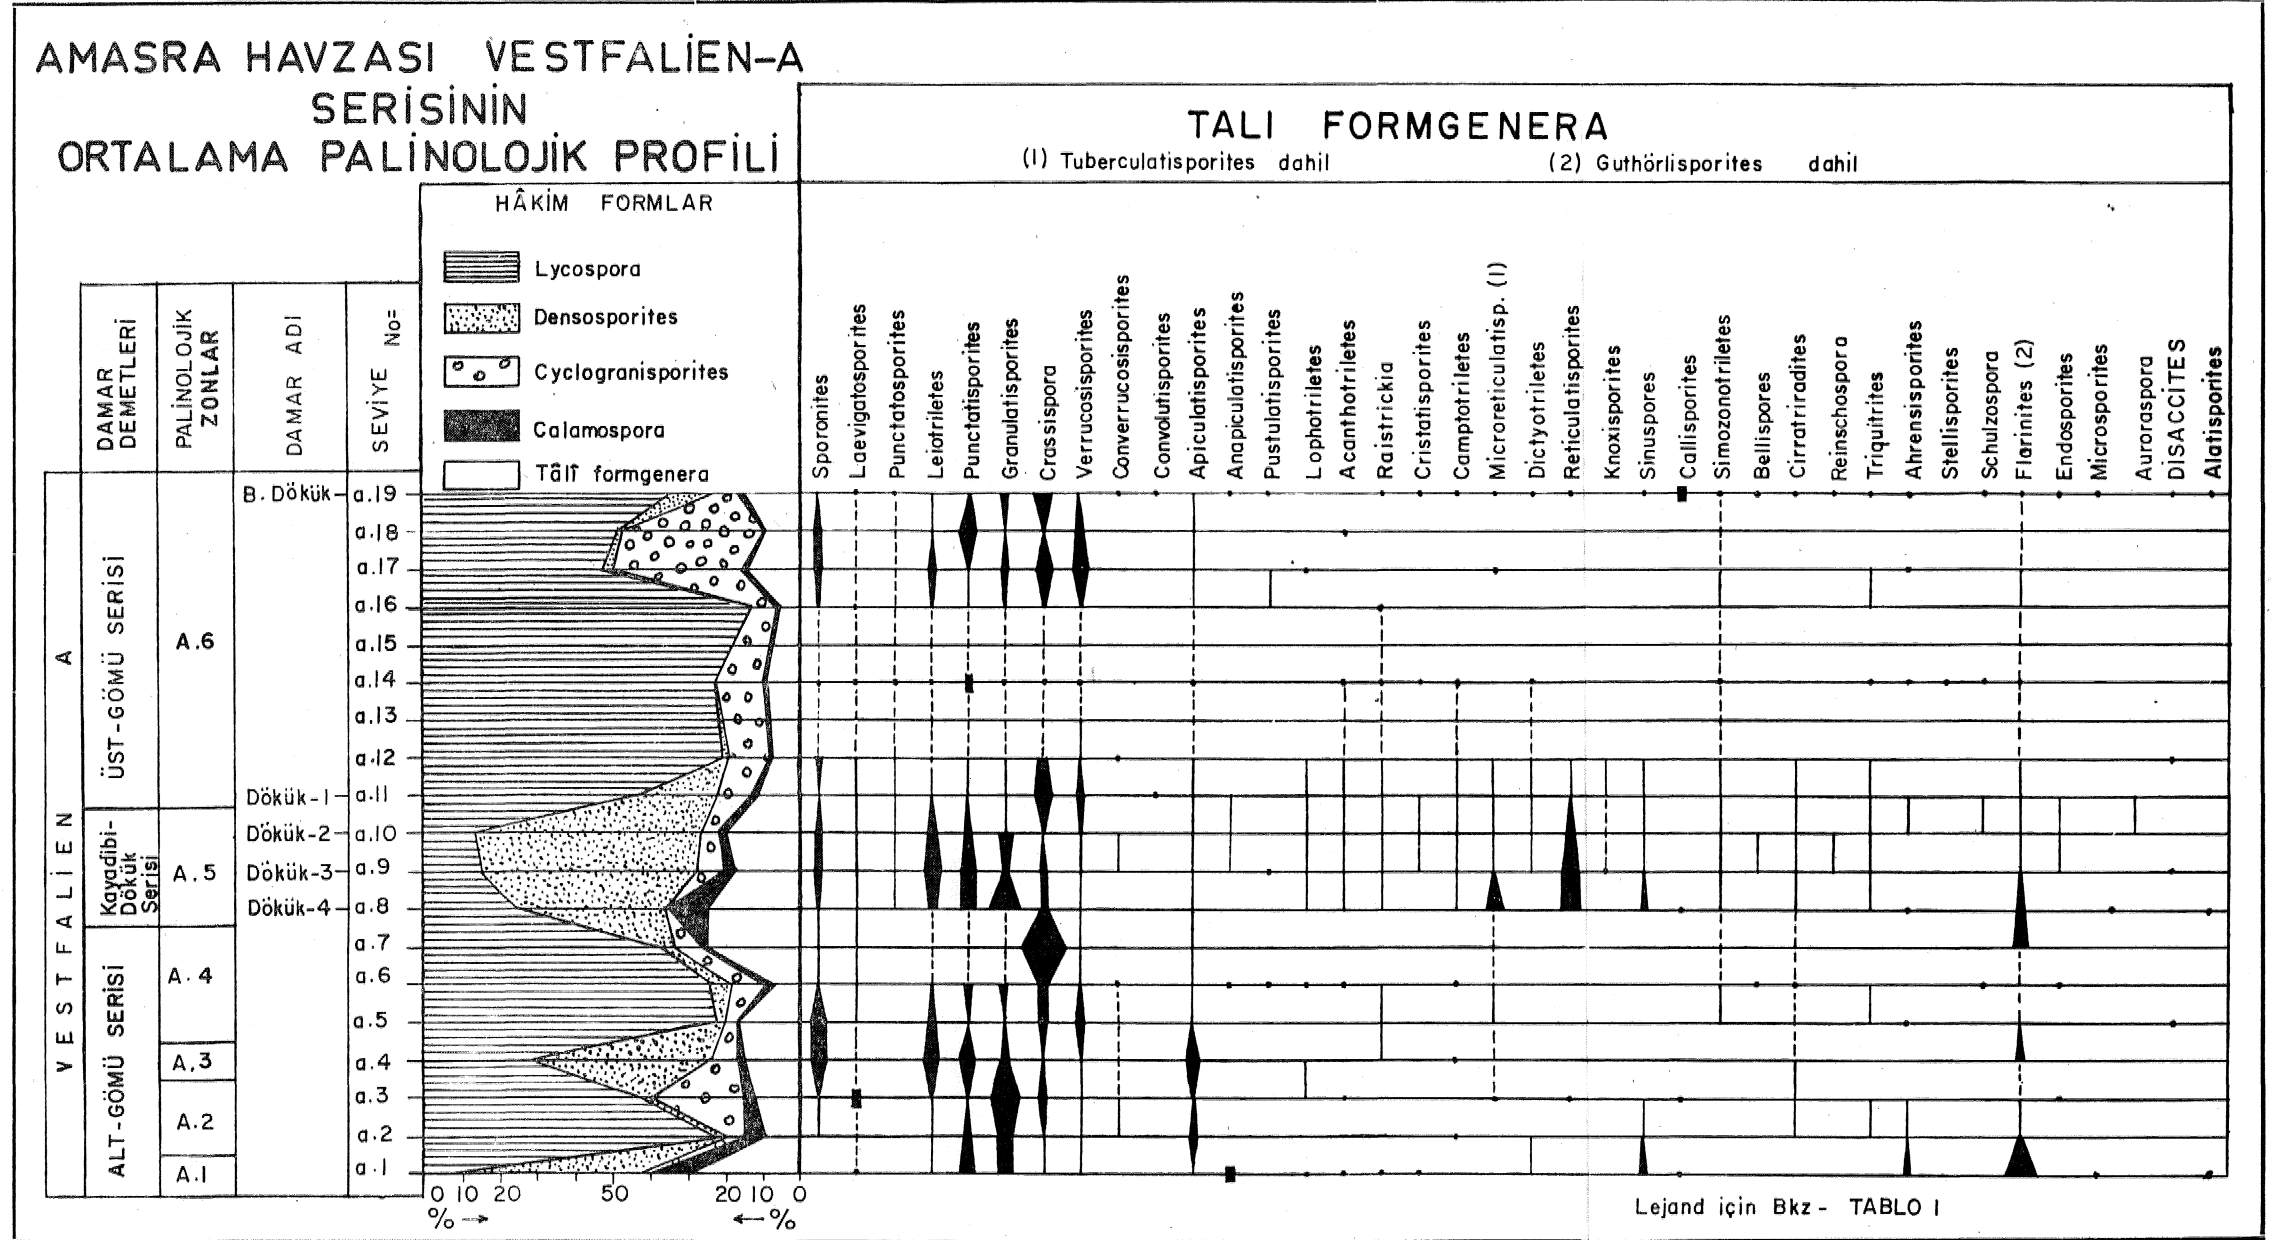 AMASRA HAVZASI VESTFALİEN-A
SERİSİNİN
ORTALAMA PALİNOLOJİK PROFİLİ
TALI FORMGENERA
(1) Tuberculatisporites dahil (2) Guthörlisporites dahil
HÂKİM FORMLAR
Lycospora
Densosporites
Cyclogranisporites
Calamospora
Tâlî formgenera
DAMAR DEMETLERİ
PALİNOLOJİK ZONLAR
DAMAR ADI
SEVİYE No=
Sporonites
Laevigatosporites
Punctatosporites
Leiotriletes
Punctatisporites
Granulatisporites
Crassispora
Verrucosisporites
Converrucosisporites
Convolutisporites
Apiculatisporites
Anapiculatisporites
Pustulatisporites
Lophotriletes
Acanthotriletes
Raistrickia
Cristatisporites
Camptotriletes
Microreticulatisp. (1)
Dictyotriletes
Reticulatisporites
Knoxisporites
Sinuspores
Callisporites
Simozonotriletes
Bellispores
Cirratriradites
Reinschospora
Triquitrites
Ahrensisporites
Stellisporites
Schulzospora
Florinites (2)
Endosporites
Microsporites
Auroraspora
DISACCITES
Alatisporites
VESTFALİEN A
ÜST-GÖMÜ SERİSİ
Kayadibi-
Dökük
Serisi
ALT-GÖMÜ SERİSİ
A.6
A.5
A.4
A.3
A.2
A.1
B. Dökük
Dökük-1
Dökük-2
Dökük-3
Dökük-4
a.19
a.18
a.17
a.16
a.15
a.14
a.13
a.12
a.11
a.10
a.9
a.8
a.7
a.6
a.5
a.4
a.3
a.2
a.1
0 10 20 50 20 10 0
% → ← %
Lejand için Bkz - TABLO I